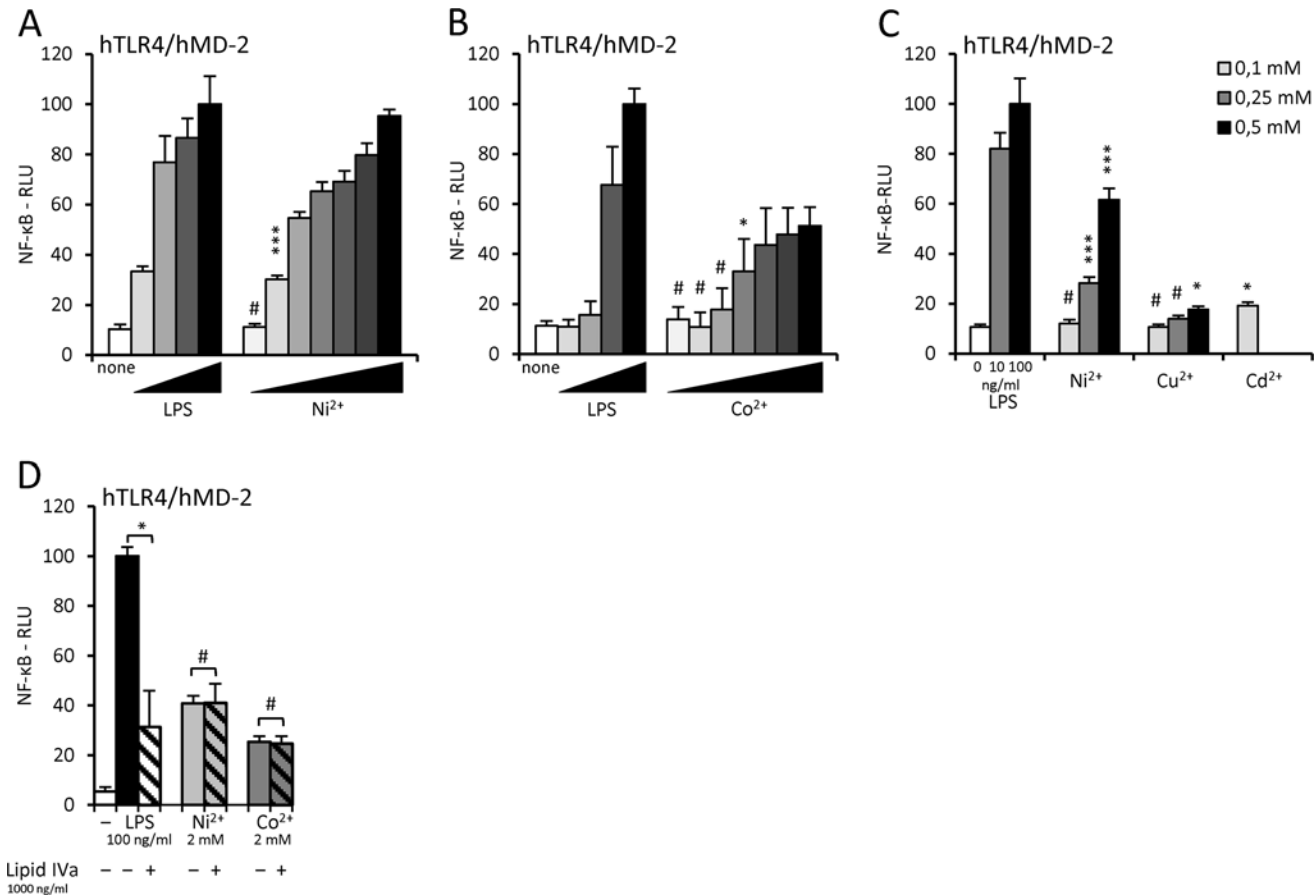 A
hTLR4/hMD-2
NF-κB - RLU
120
100
80
60
40
20
0
#
***
none
LPS
Ni²⁺
B
hTLR4/hMD-2
NF-κB - RLU
120
100
80
60
40
20
0
# # # *
none
LPS
Co²⁺
C
hTLR4/hMD-2
0,1 mM
0,25 mM
0,5 mM
NF-κB-RLU
120
100
80
60
40
20
0
# *** ***
# # *
*
0 10 100
ng/ml
LPS
Ni²⁺
Cu²⁺
Cd²⁺
D
hTLR4/hMD-2
NF-κB - RLU
120
100
80
60
40
20
0
*
#
#
– LPS Ni²⁺ Co²⁺
100 ng/ml 2 mM 2 mM
Lipid IVa – – + – + – +
1000 ng/ml